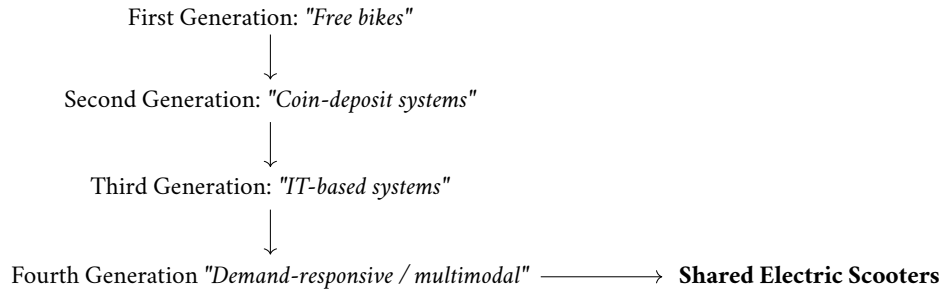 First Generation: "Free bikes"
Second Generation: "Coin-deposit systems"
Third Generation: "IT-based systems"
Fourth Generation "Demand-responsive / multimodal" Shared Electric Scooters